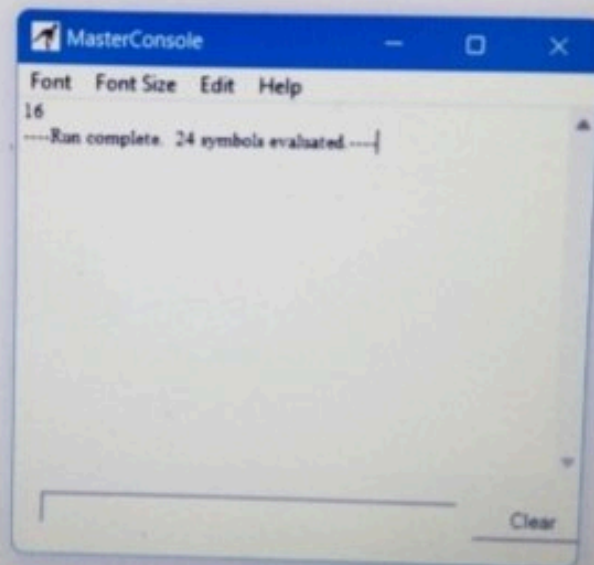 MasterConsole
Font Font Size Edit Help
16
----Run complete. 24 symbols evaluated.----
Clear